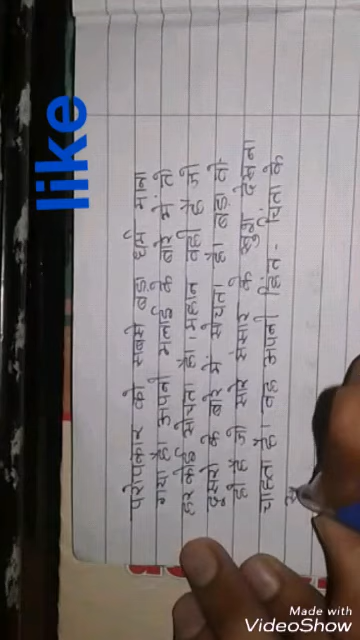 like
परोपकार को सबसे बड़ा धर्म माना
गया है। अपनी भलाई के बारे में तो
हर कोई सोचता है। महान वही है जो
दूसरों के बारे में सोचता है। बड़ा तो
ही है जो सारे संसार के सुख देखना
चाहता है। वह अपनी हित - चिंता के
Made with
VideoShow